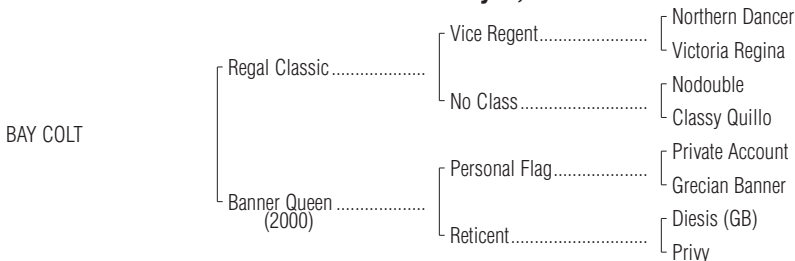 Northern Dancer
Vice Regent
Victoria Regina
Regal Classic
Nodouble
No Class
Classy Quillo
BAY COLT
Private Account
Personal Flag
Grecian Banner
Banner Queen
(2000)
Diesis (GB)
Reticent
Privy